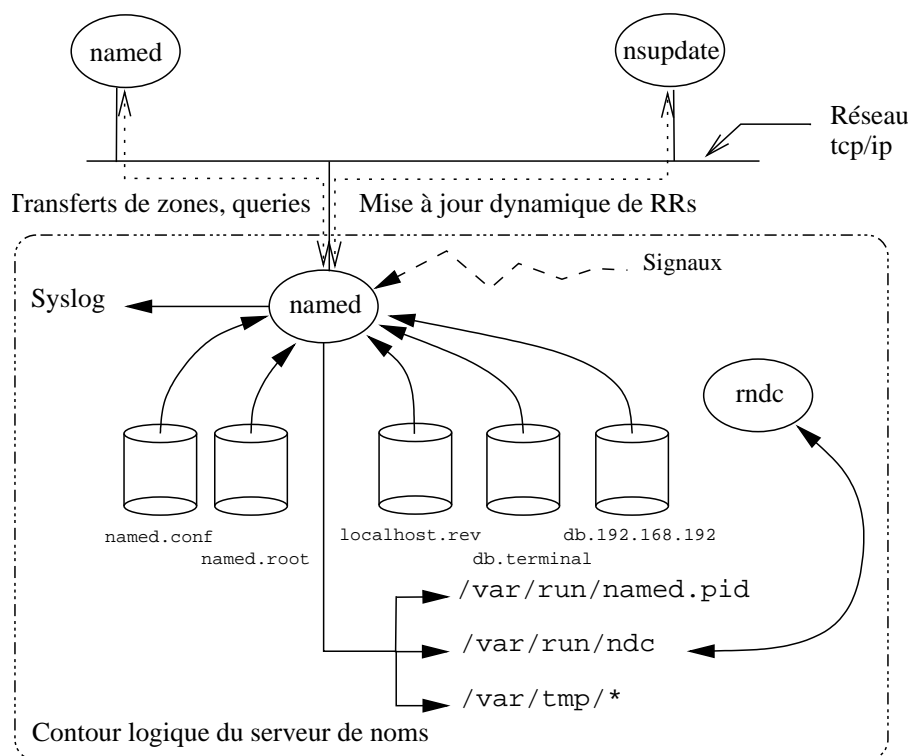 named
nsupdate
Réseau
tcp/ip
Transferts de zones, queries
Mise à jour dynamique de RRs
Signaux
Syslog
named
rndc
named.conf
named.root
localhost.rev
db.terminal
db.192.168.192
/var/run/named.pid
/var/run/ndc
/var/tmp/*
Contour logique du serveur de noms